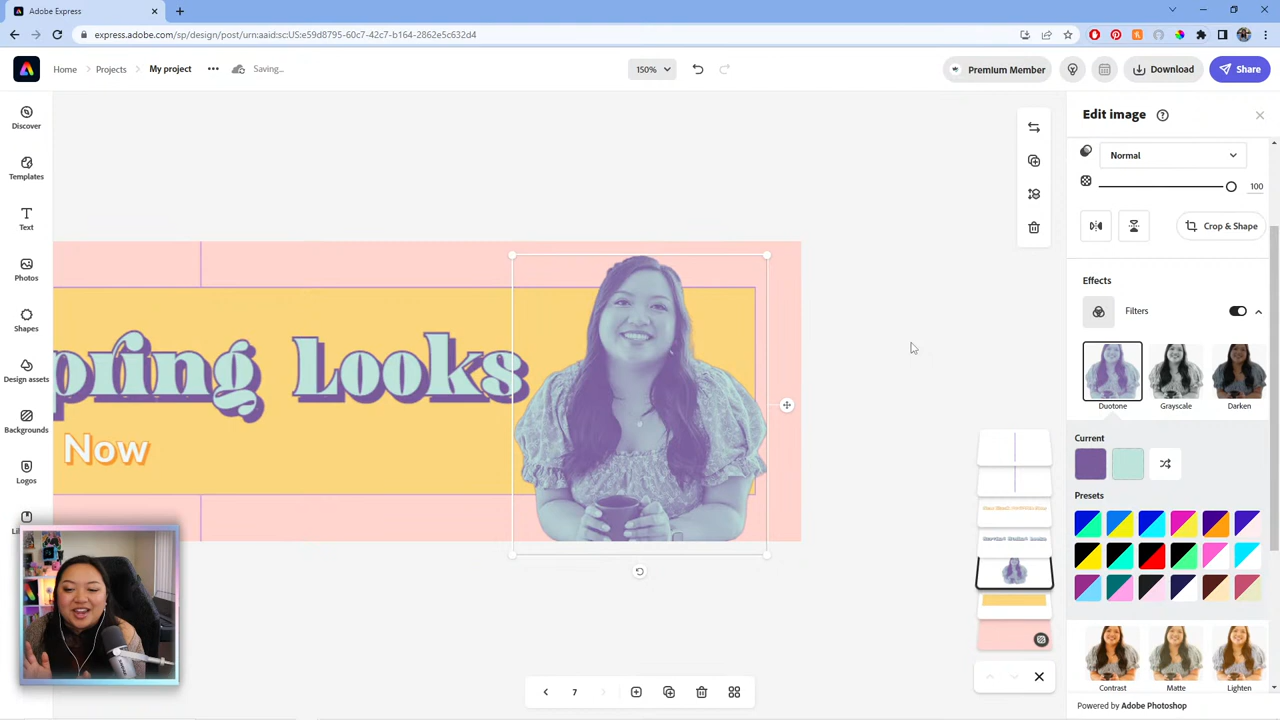 Adobe Express
express.adobe.com/sp/design/post/urn:aaid:sc:US:e59d8795-60c7-42c7-b164-2862e5c632d4
Home
Projects
My project
Saving...
150%
Premium Member
Download
Share
Discover
Templates
Text
Photos
Shapes
Design assets
Backgrounds
Logos
pring Looks
Now
7
Edit image
Normal
100
Crop & Shape
Effects
Filters
Duotone
Grayscale
Darken
Current
Presets
Contrast
Matte
Lighten
Powered by Adobe Photoshop